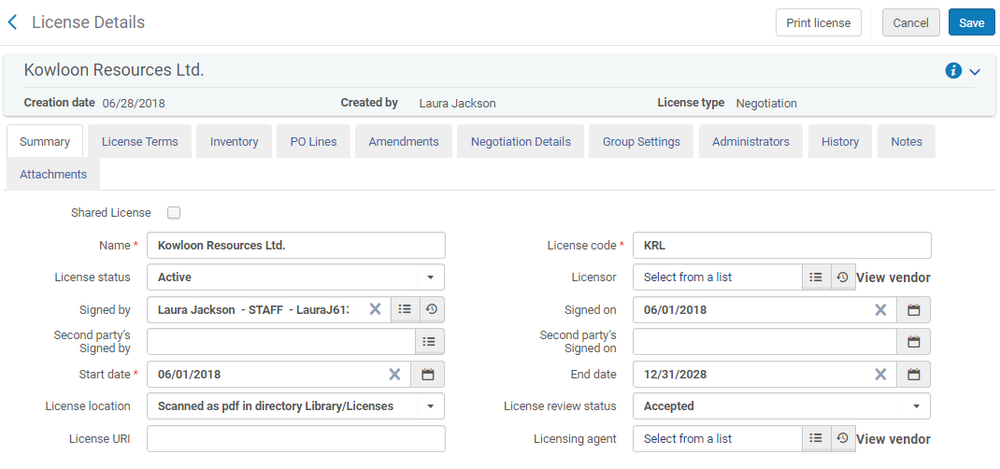 License Details
Print license Cancel Save
Kowloon Resources Ltd.
Creation date 06/28/2018 Created by Laura Jackson License type Negotiation
Summary License Terms Inventory PO Lines Amendments Negotiation Details Group Settings Administrators History Notes
Attachments
Shared License
Name * Kowloon Resources Ltd. License code * KRL
License status Active Licensor Select from a list View vendor
Signed by Laura Jackson - STAFF - LauraJ613 Signed on 06/01/2018
Second party's Signed by Second party's Signed on
Start date * 06/01/2018 End date 12/31/2028
License location Scanned as pdf in directory Library/Licenses License review status Accepted
License URI Licensing agent Select from a list View vendor